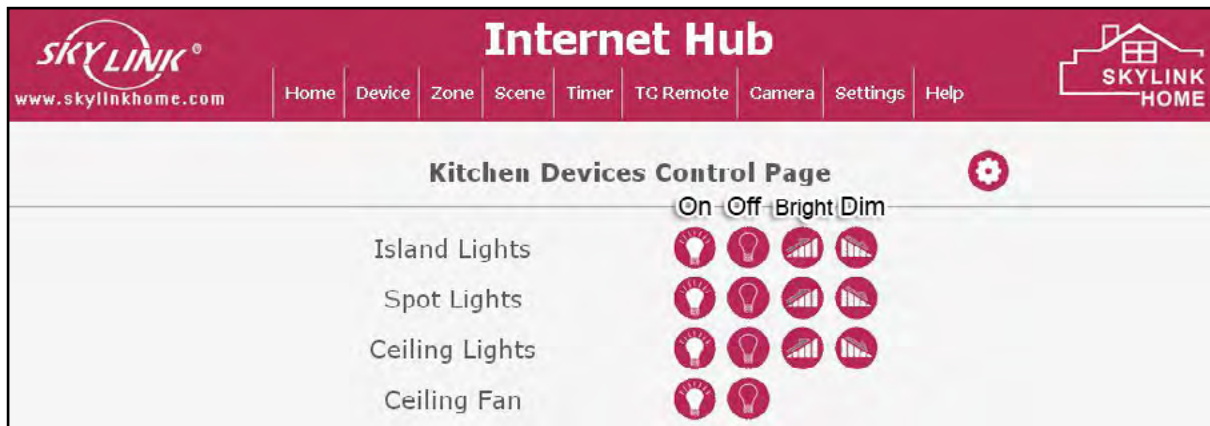 SKYLINK®
www.skylinkhome.com
Internet Hub
Home Device Zone Scene Timer TC Remote Camera Settings Help
SKYLINK
HOME
Kitchen Devices Control Page
On Off Bright Dim
Island Lights
Spot Lights
Ceiling Lights
Ceiling Fan